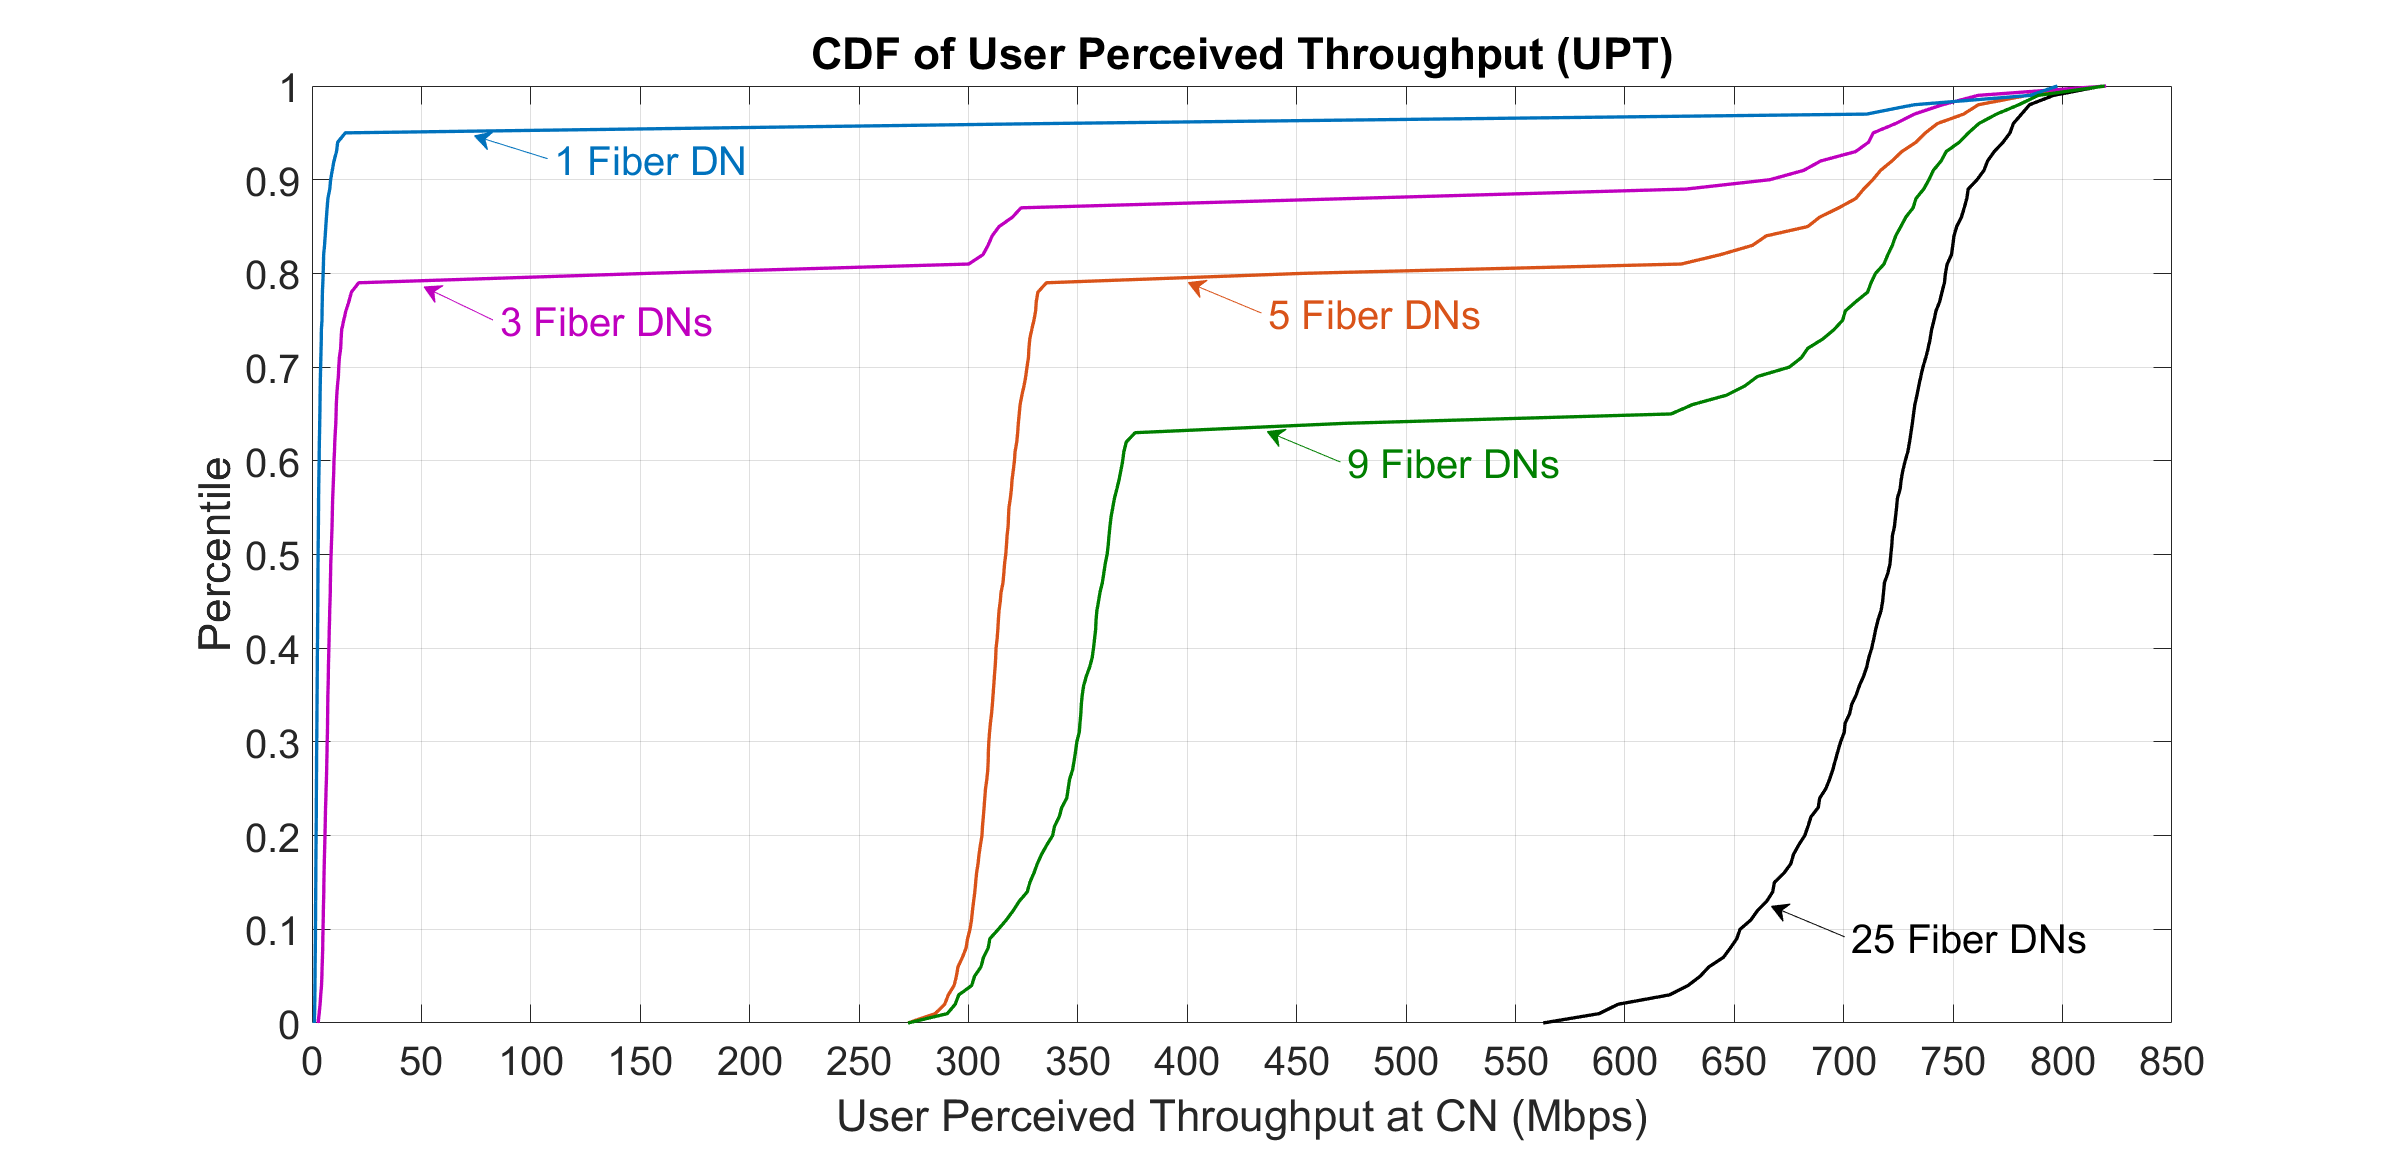 CDF of User Perceived Throughput (UPT)
1
0.9
0.8
0.7
0.6
0.5
0.4
0.3
0.2
0.1
0
Percentile
1 Fiber DN
3 Fiber DNs
5 Fiber DNs
9 Fiber DNs
25 Fiber DNs
0 50 100 150 200 250 300 350 400 450 500 550 600 650 700 750 800 850
User Perceived Throughput at CN (Mbps)